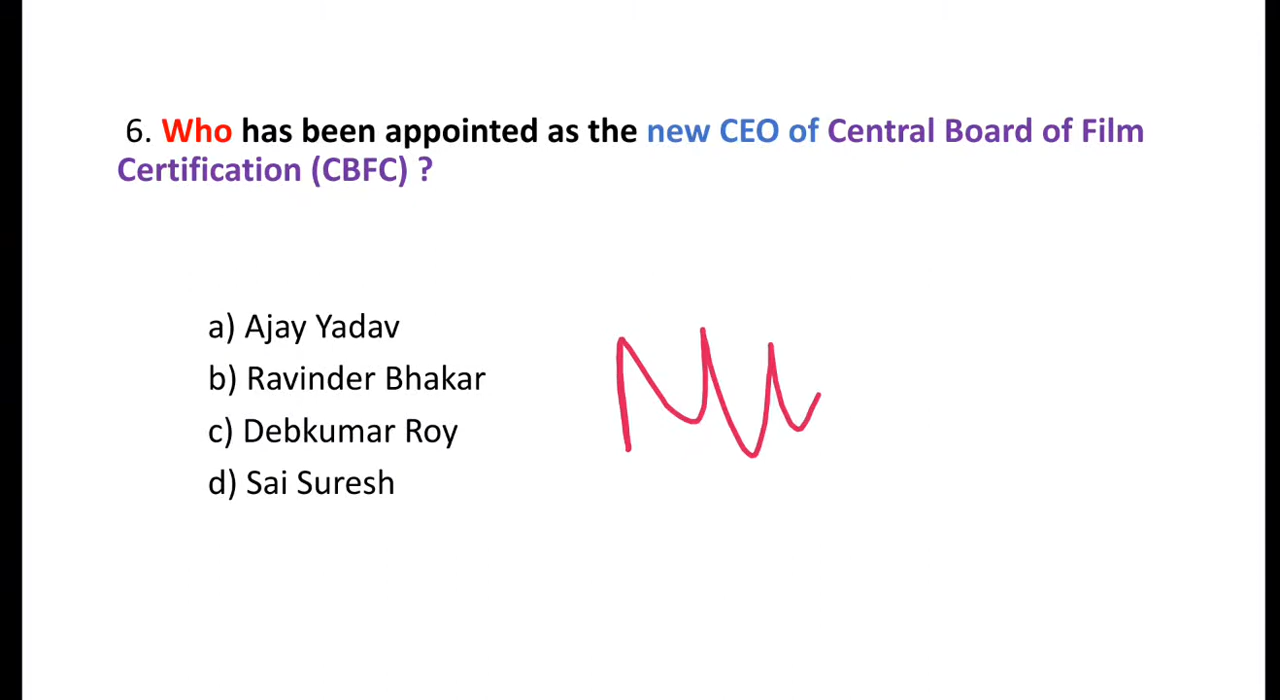 6. Who has been appointed as the new CEO of Central Board of Film
Certification (CBFC) ?
a) Ajay Yadav
b) Ravinder Bhakar
c) Debkumar Roy
d) Sai Suresh